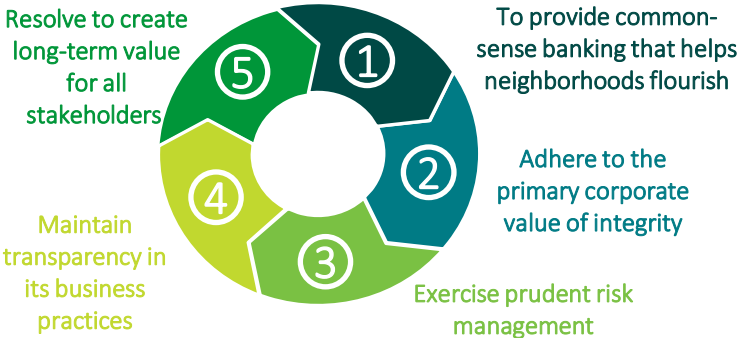 1
To provide common-
sense banking that helps
neighborhoods flourish
2
Adhere to the
primary corporate
value of integrity
3
Exercise prudent risk
management
4
Maintain
transparency in
its business
practices
5
Resolve to create
long-term value
for all
stakeholders